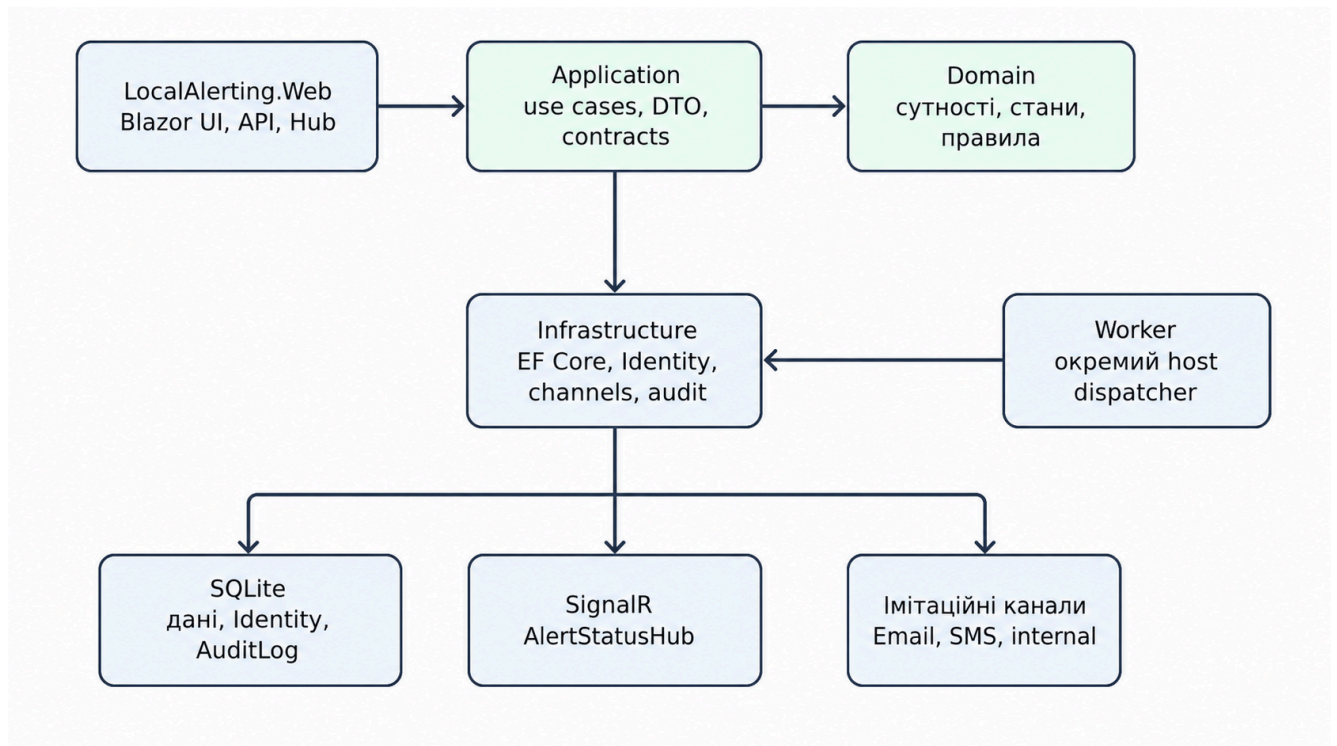 LocalAlerting.Web
Blazor UI, API, Hub
Application
use cases, DTO,
contracts
Domain
сутності, стани,
правила
Infrastructure
EF Core, Identity,
channels, audit
Worker
окремий host
dispatcher
SQLite
дані, Identity,
AuditLog
SignalR
AlertStatusHub
Імітаційні канали
Email, SMS, internal